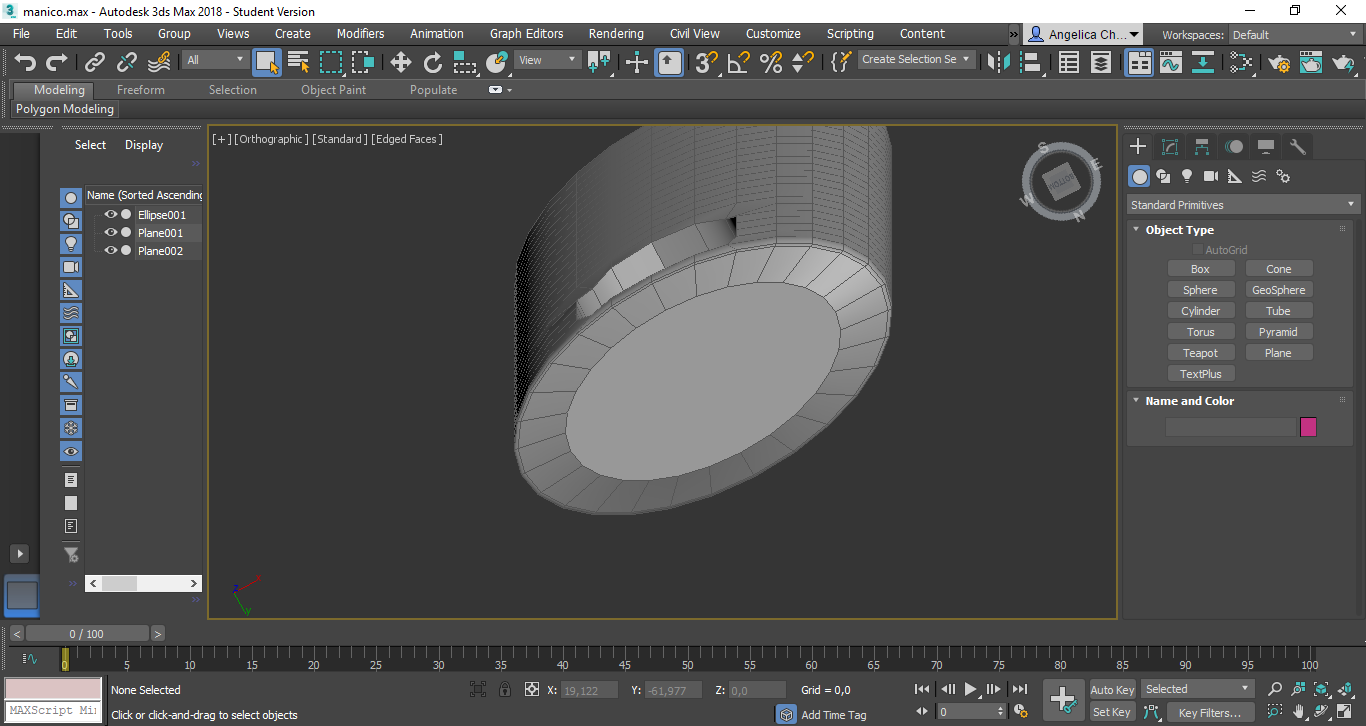 manico.max - Autodesk 3ds Max 2018 - Student Version
File Edit Tools Group Views Create Modifiers Animation Graph Editors Rendering Civil View Customize Scripting Content » Angelica Ch... Workspaces: Default
All View Create Selection Se
Modeling Freeform Selection Object Paint Populate
Polygon Modeling
[+] [Orthographic] [Standard] [Edged Faces]
Select Display
Name (Sorted Ascending
Ellipse001
Plane001
Plane002
S
E
W
N
BOTTOM
Standard Primitives
Object Type
AutoGrid
Box Cone
Sphere GeoSphere
Cylinder Tube
Torus Pyramid
Teapot Plane
TextPlus
Name and Color
y
< 0 / 100 >
0 5 10 15 20 25 30 35 40 45 50 55 60 65 70 75 80 85 90 95 100
None Selected X: 19,122 Y: -61,977 Z: 0,0 Grid = 0,0 Auto Key Selected
MAXScript Mi Click or click-and-drag to select objects Add Time Tag 0 Set Key Key Filters...